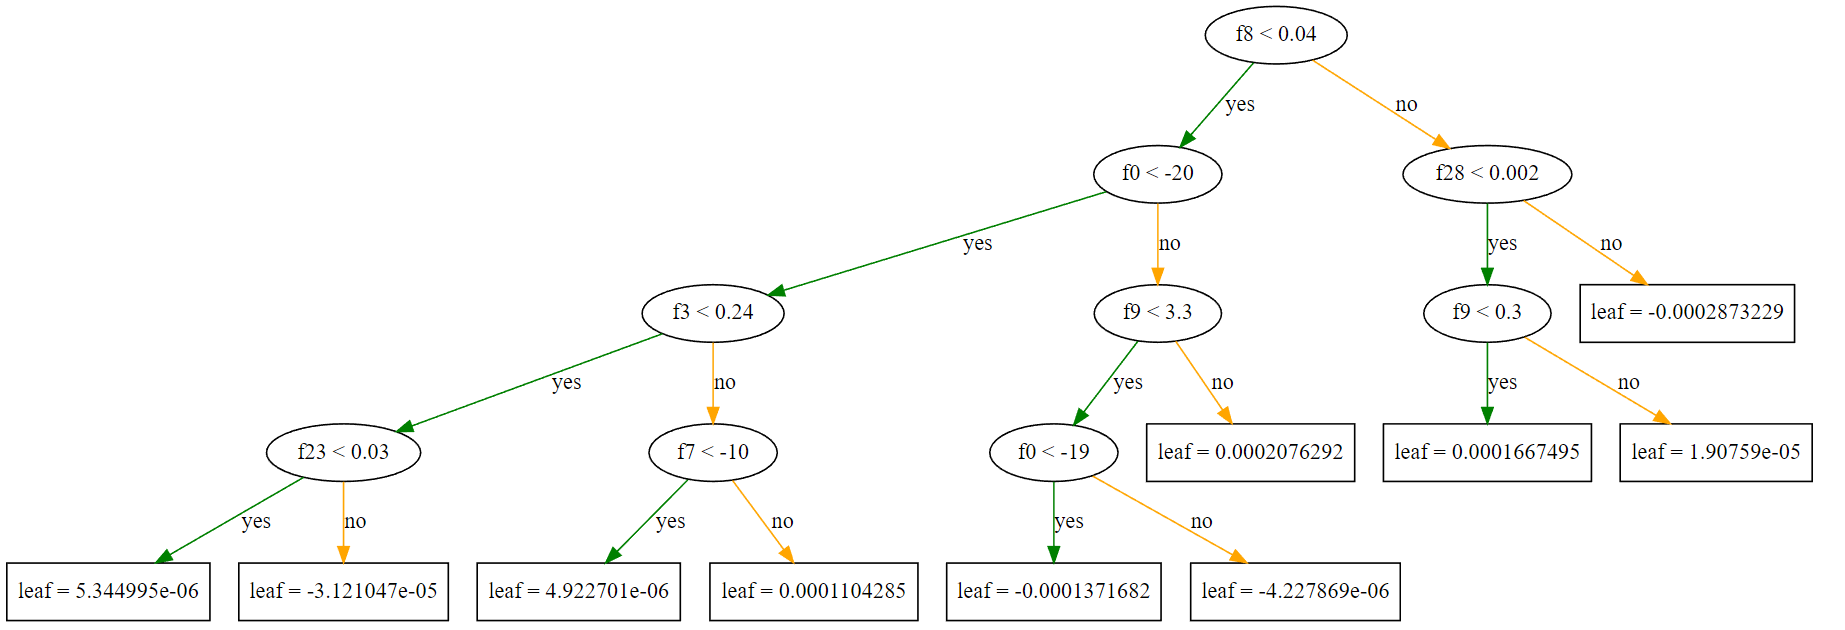 f8 < 0.04
yes
no
f0 < -20
f28 < 0.002
yes
no
yes
no
f3 < 0.24
f9 < 3.3
f9 < 0.3
leaf = -0.0002873229
yes
no
yes
no
yes
no
f23 < 0.03
f7 < -10
f0 < -19
leaf = 0.0002076292
leaf = 0.0001667495
leaf = 1.90759e-05
yes
no
yes
no
yes
no
leaf = 5.344995e-06
leaf = -3.121047e-05
leaf = 4.922701e-06
leaf = 0.0001104285
leaf = -0.0001371682
leaf = -4.227869e-06